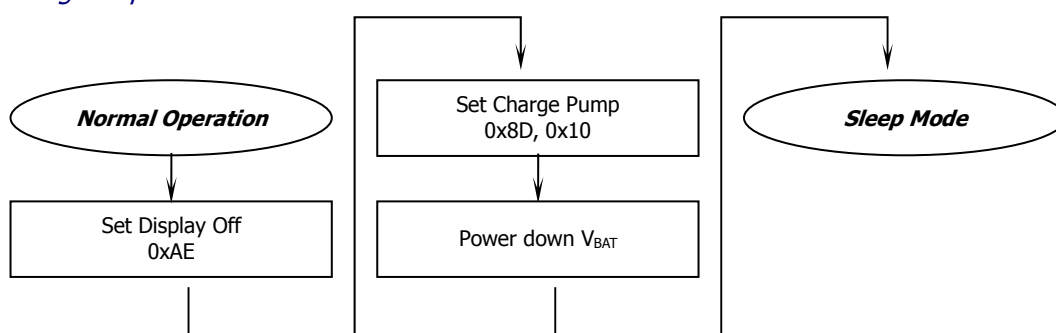 Normal Operation
Set Display Off
0xAE
Set Charge Pump
0x8D, 0x10
Power down VBAT
Sleep Mode